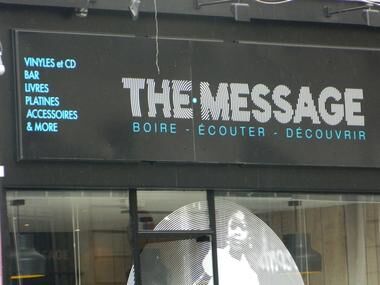 VINYLES et CD
BAR
LIVRES
PLATINES
ACCESSOIRES
& MORE
THE•MESSAGE
BOIRE - ÉCOUTER - DÉCOUVRIR